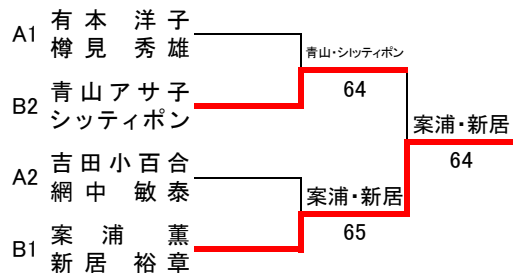 A1
有本 洋子
樽見 秀雄
B2
青山アサ子
シッティポン
青山・シッティポン
64
案浦・新居
64
A2
吉田小百合
網中 敏泰
B1
案浦 薫
新居 裕章
案浦・新居
65